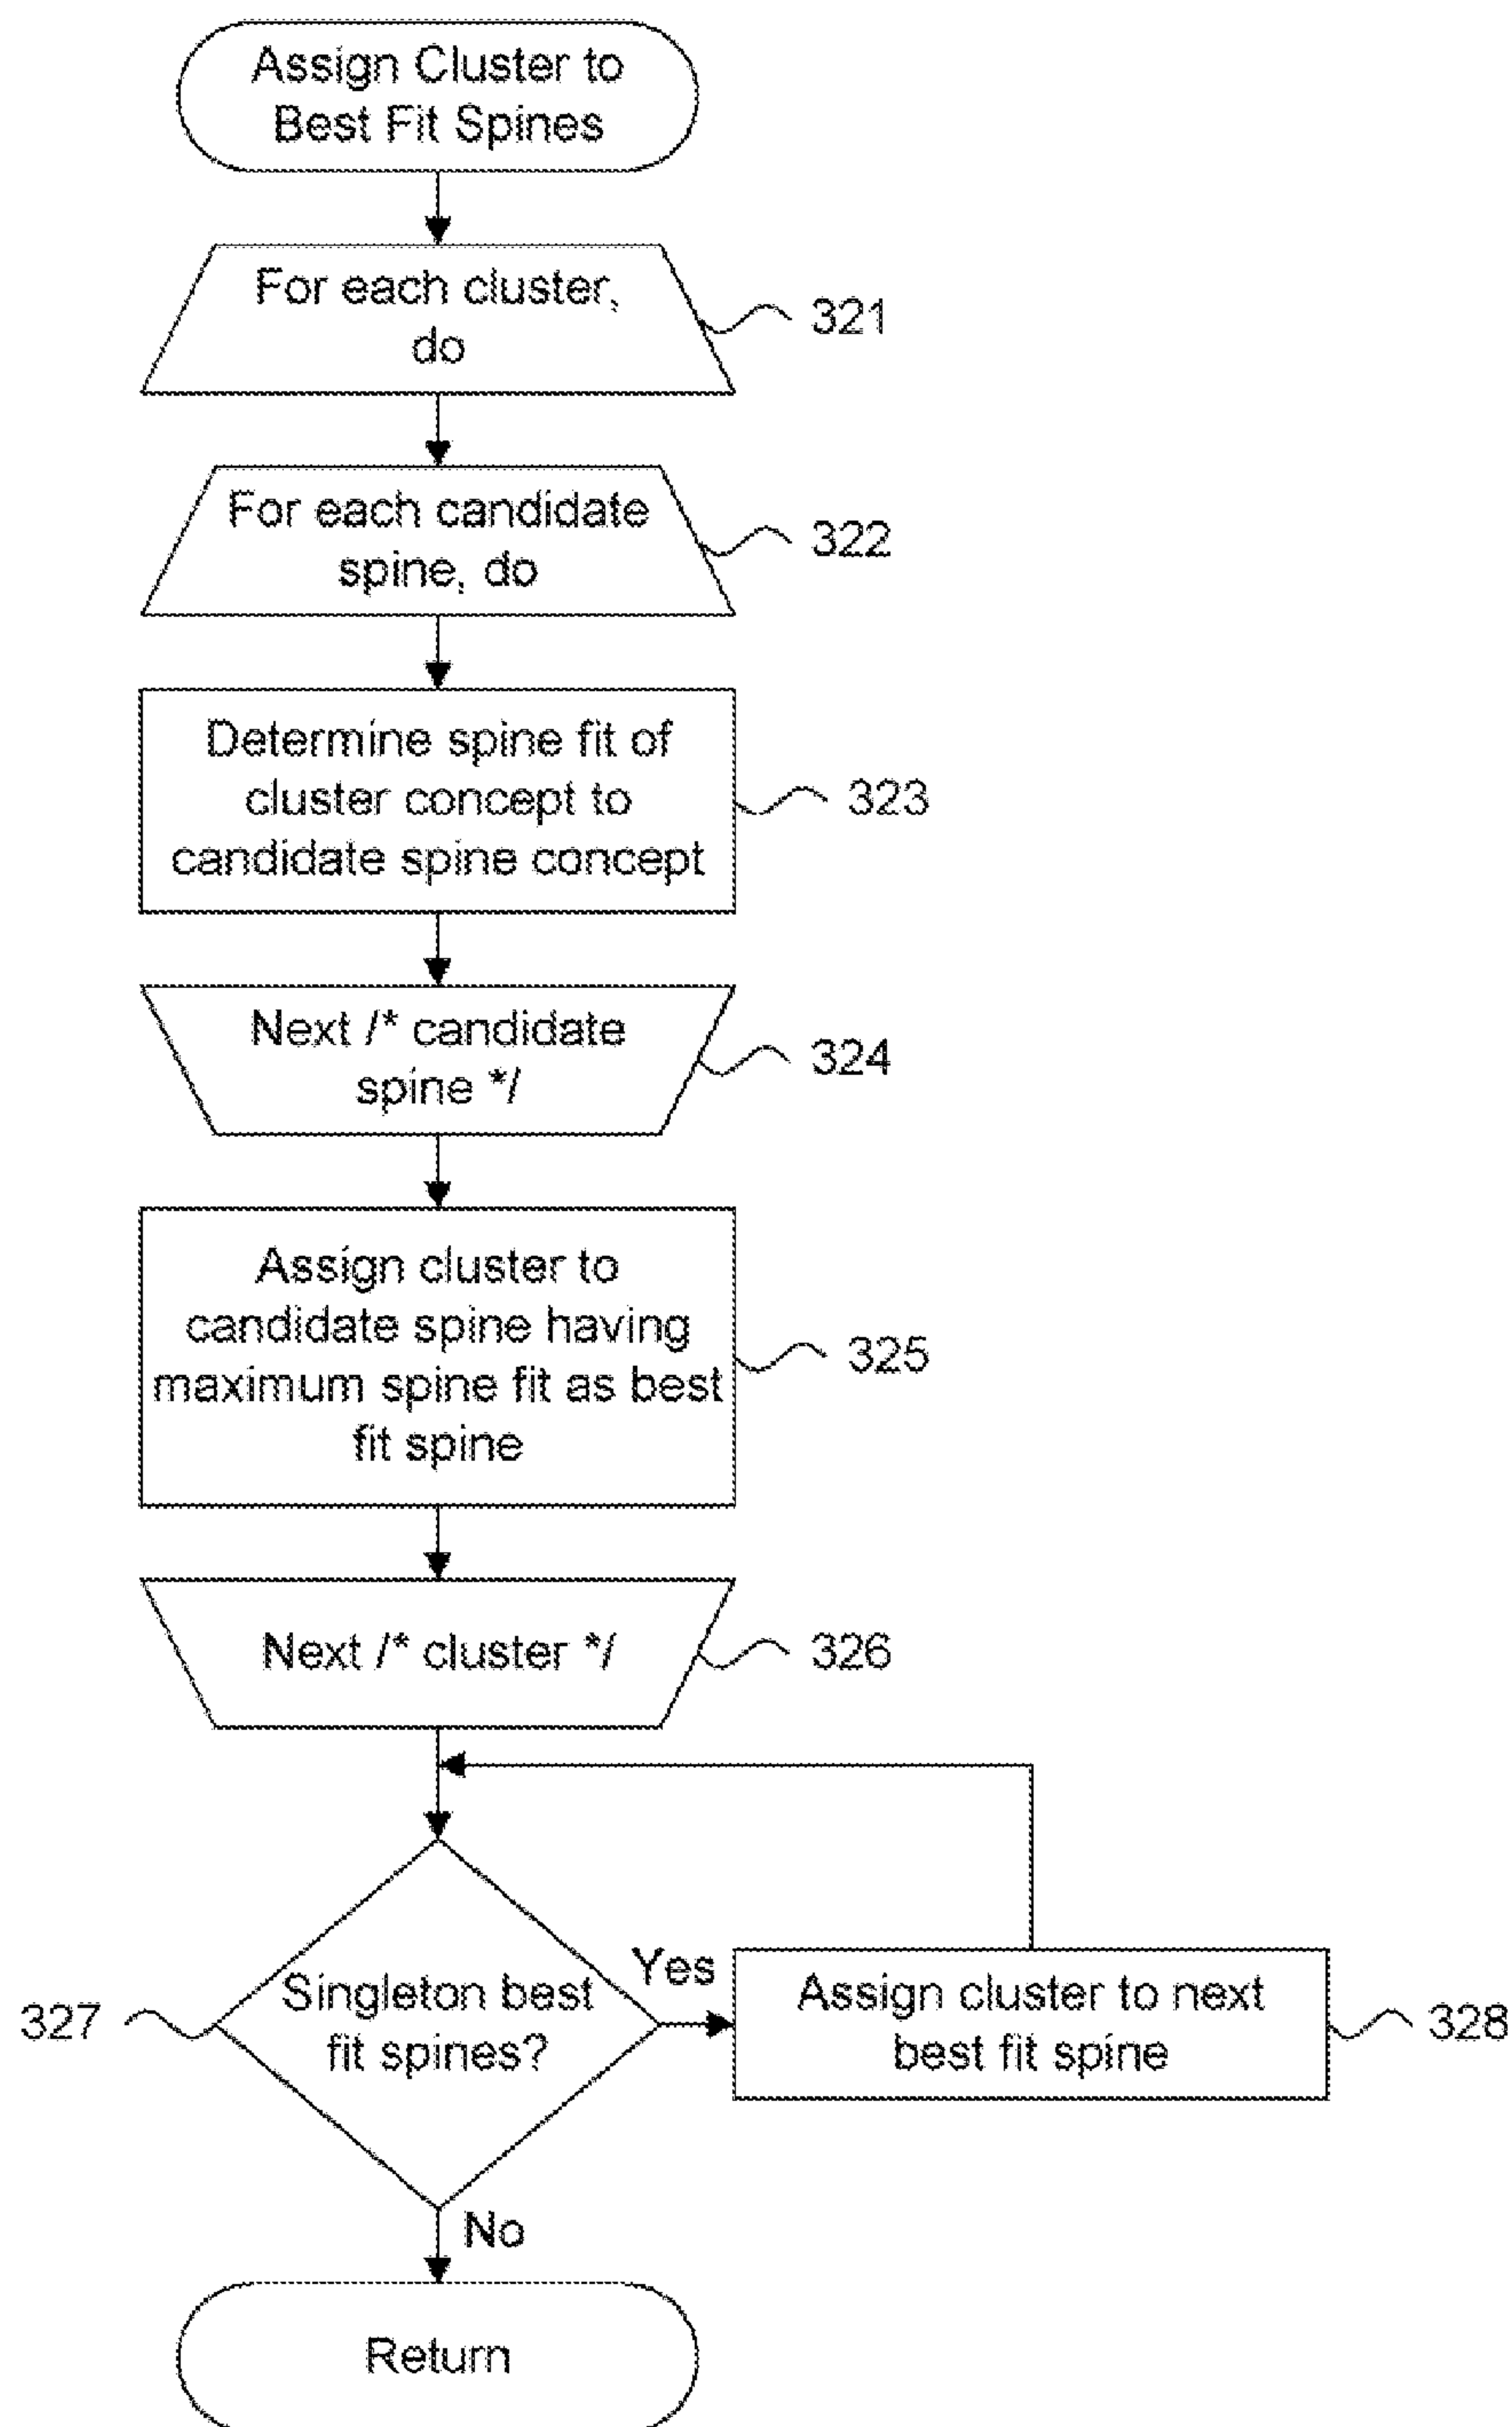 Assign Cluster to
Best Fit Spines
For each cluster,
do
321
For each candidate
spine, do
322
Determine spine fit of
cluster concept to
candidate spine concept
323
Next /* candidate
spine */
324
Assign cluster to
candidate spine having
maximum spine fit as best
fit spine
325
Next /* cluster */
326
Singleton best
fit spines?
327
Yes
Assign cluster to next
best fit spine
328
No
Return